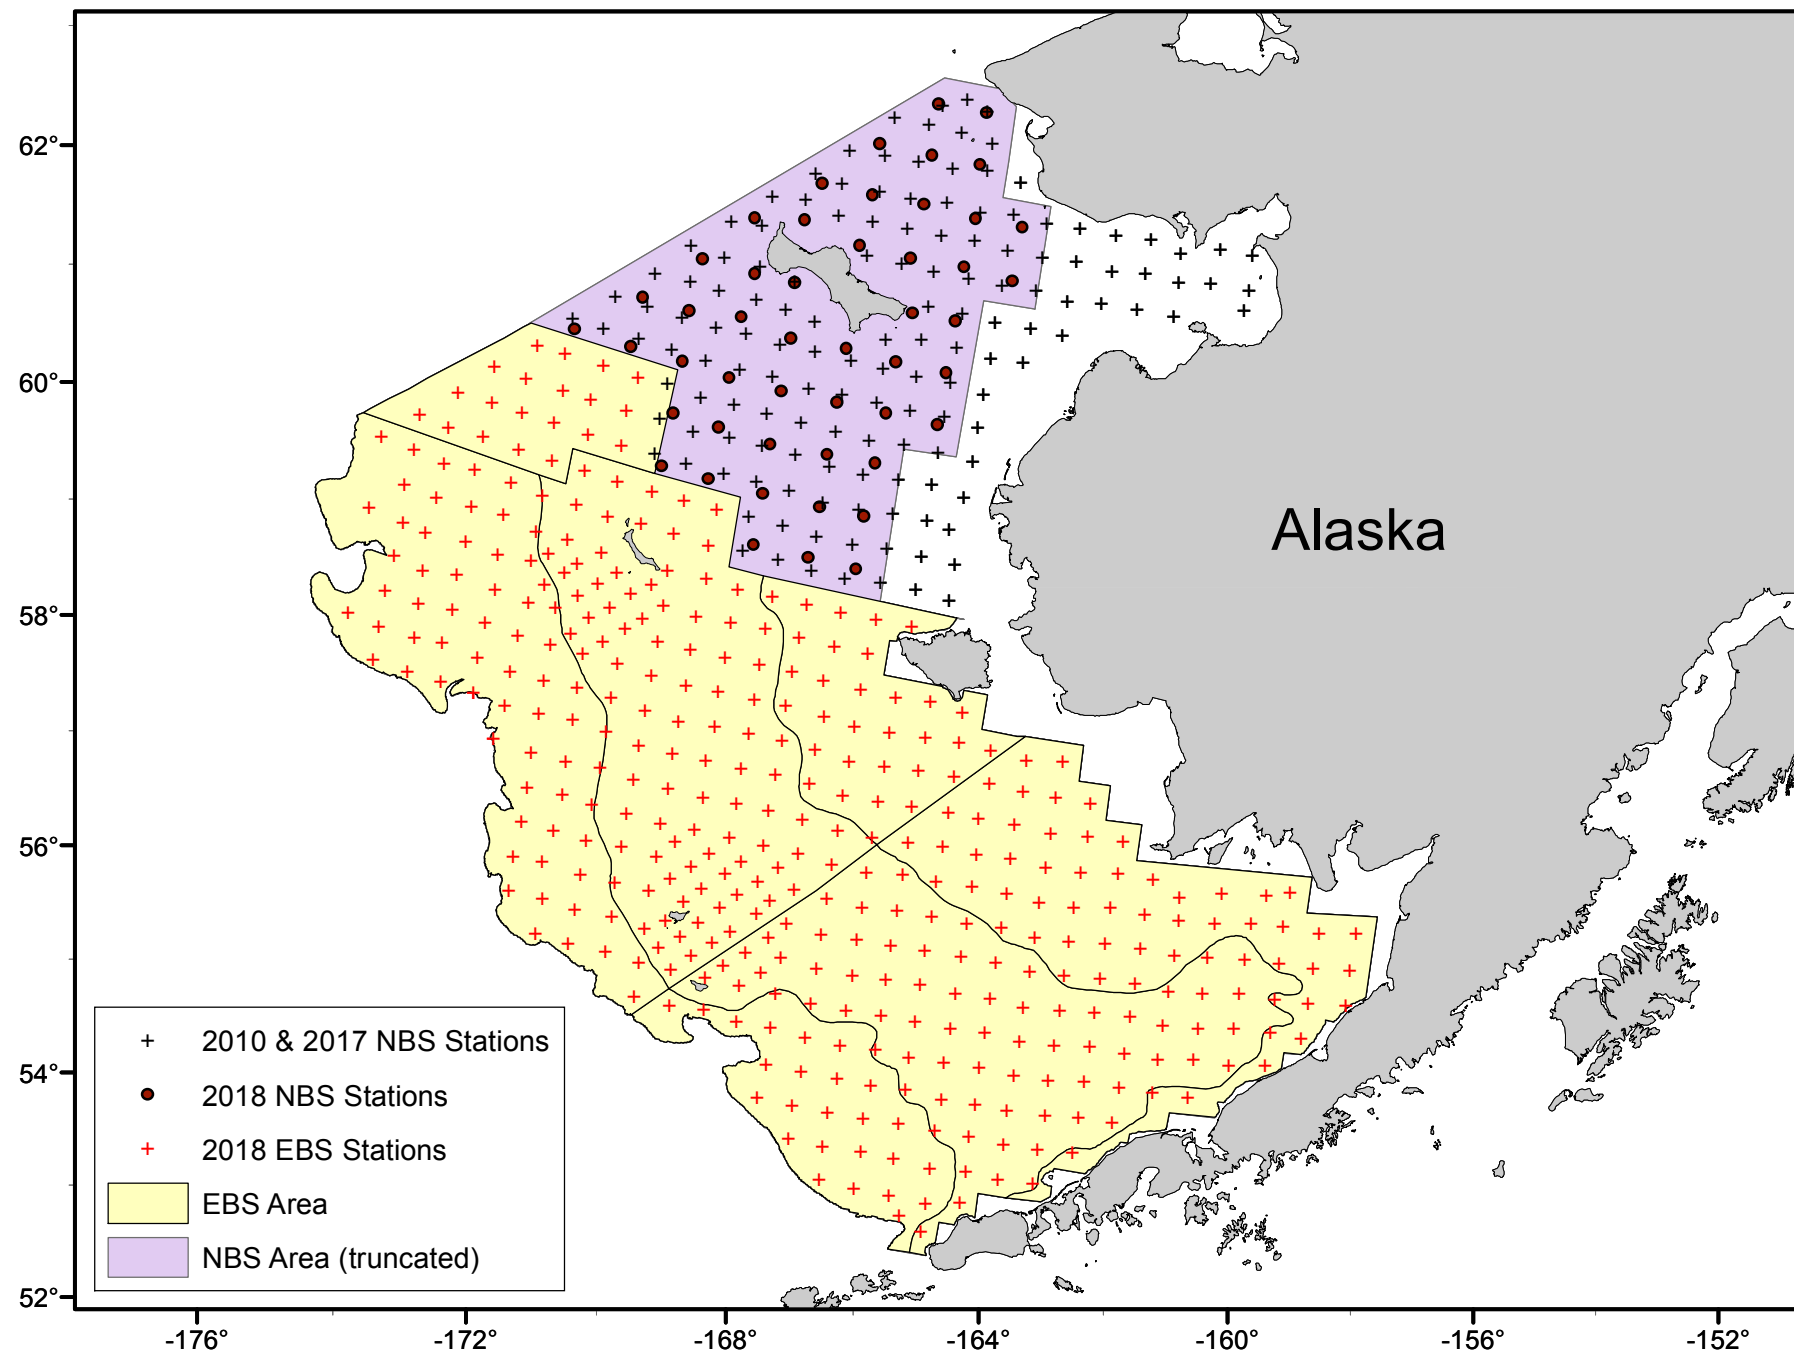 62°
60°
58°
56°
54°
52°
Alaska
2010 & 2017 NBS Stations
2018 NBS Stations
2018 EBS Stations
EBS Area
NBS Area (truncated)
-176°
-172°
-168°
-164°
-160°
-156°
-152°